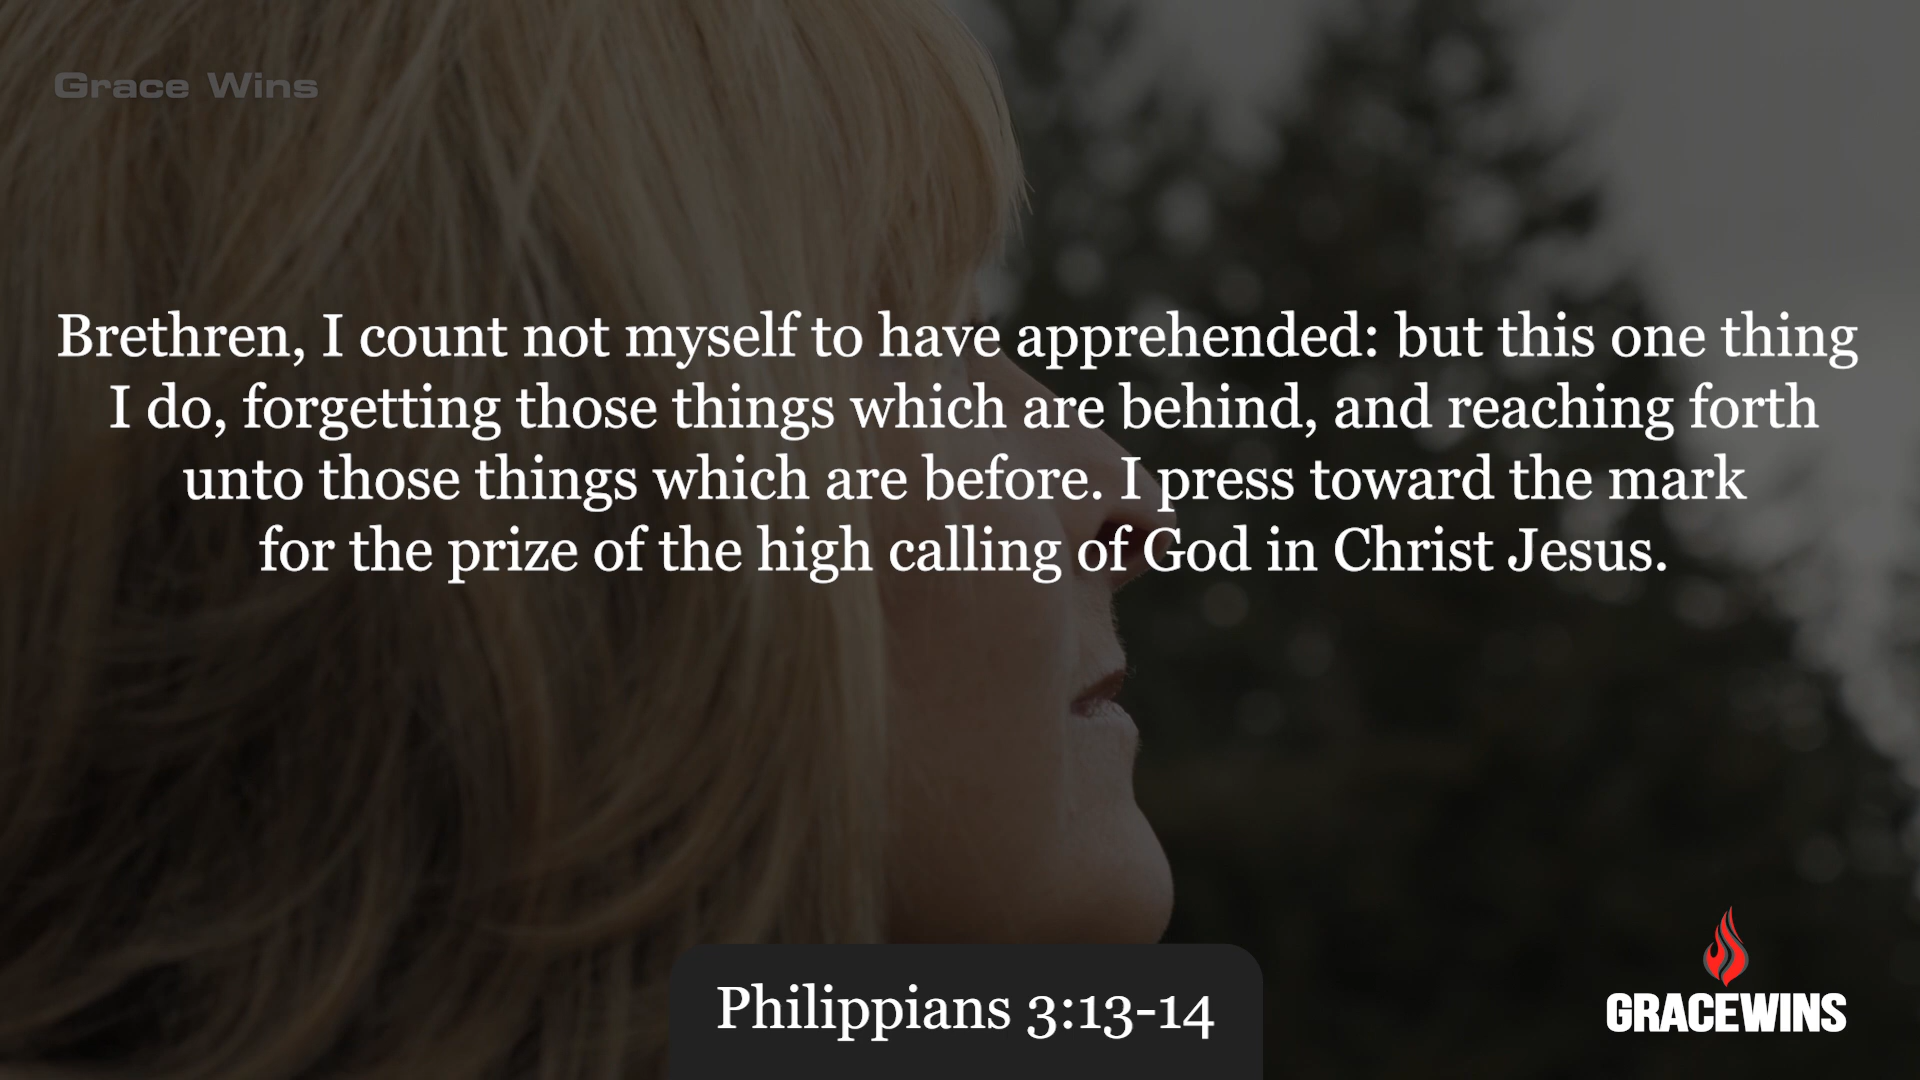 Grace Wins
Brethren, I count not myself to have apprehended: but this one thing
I do, forgetting those things which are behind, and reaching forth
unto those things which are before. I press toward the mark
for the prize of the high calling of God in Christ Jesus.
Philippians 3:13-14
GRACEWINS